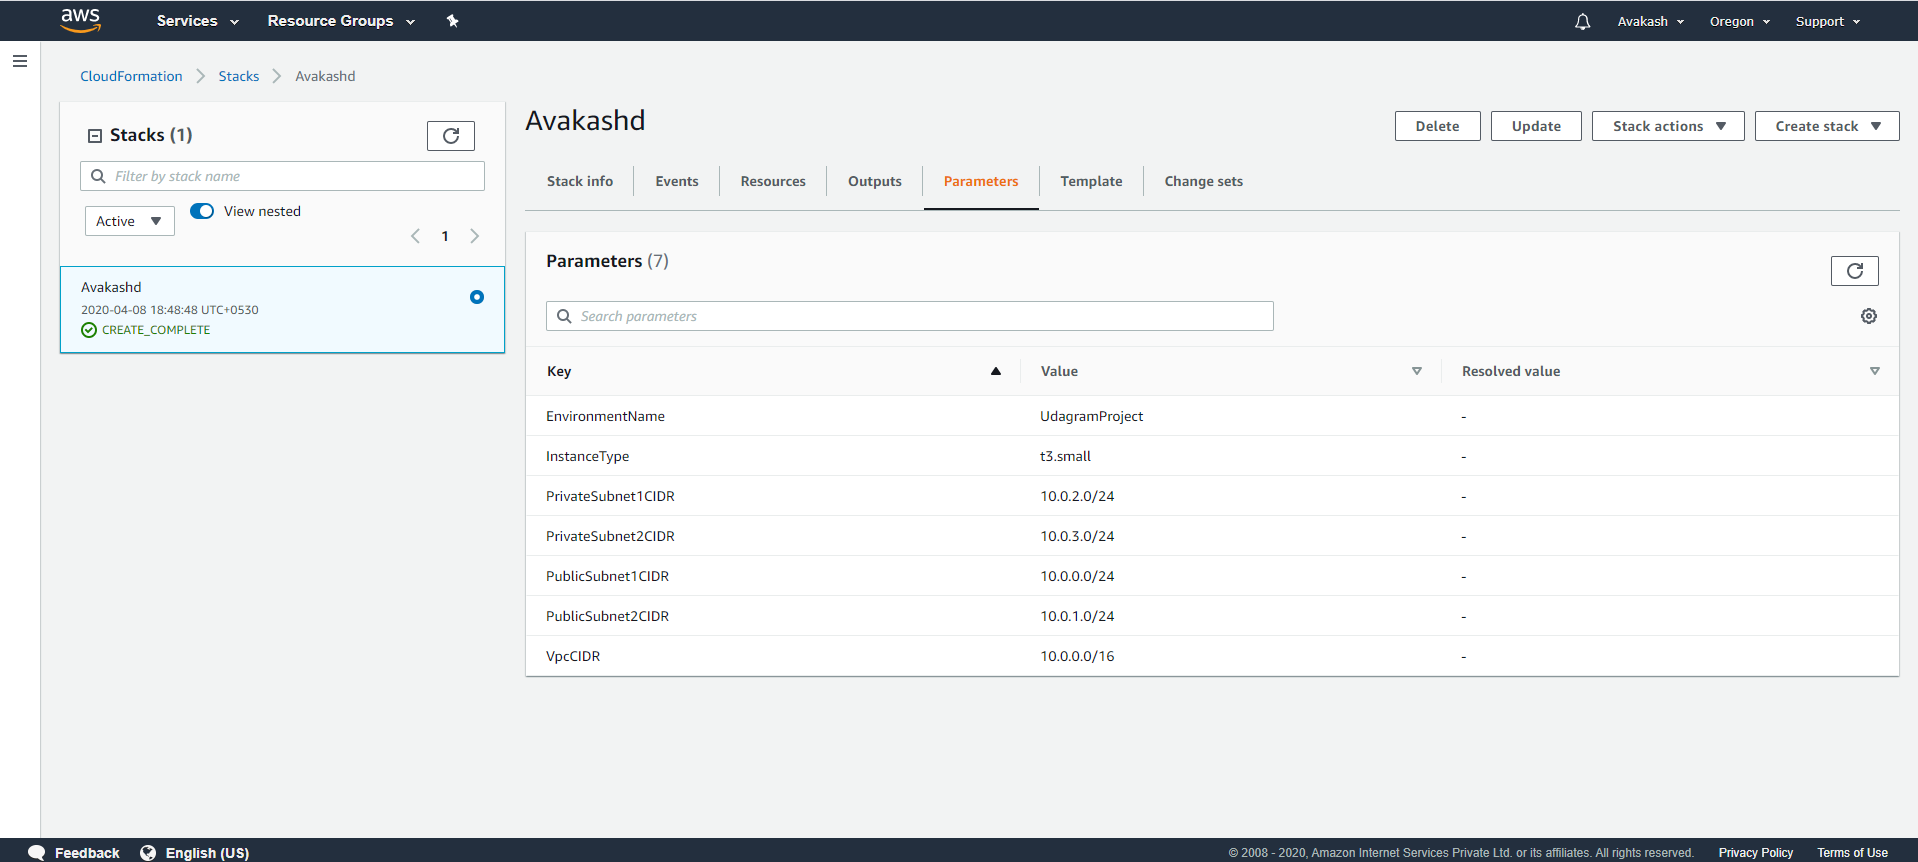 aws Services Resource Groups Avakash Oregon Support
CloudFormation Stacks Avakashd
Stacks (1)
Filter by stack name
Active View nested
1
Avakashd
2020-04-08 18:48:48 UTC+0530
CREATE_COMPLETE
Avakashd
Delete Update Stack actions Create stack
Stack info Events Resources Outputs Parameters Template Change sets
Parameters (7)
Search parameters
Key Value Resolved value
EnvironmentName UdagramProject -
InstanceType t3.small -
PrivateSubnet1CIDR 10.0.2.0/24 -
PrivateSubnet2CIDR 10.0.3.0/24 -
PublicSubnet1CIDR 10.0.0.0/24 -
PublicSubnet2CIDR 10.0.1.0/24 -
VpcCIDR 10.0.0.0/16 -
Feedback English (US) © 2008 - 2020, Amazon Internet Services Private Ltd. or its affiliates. All rights reserved. Privacy Policy Terms of Use